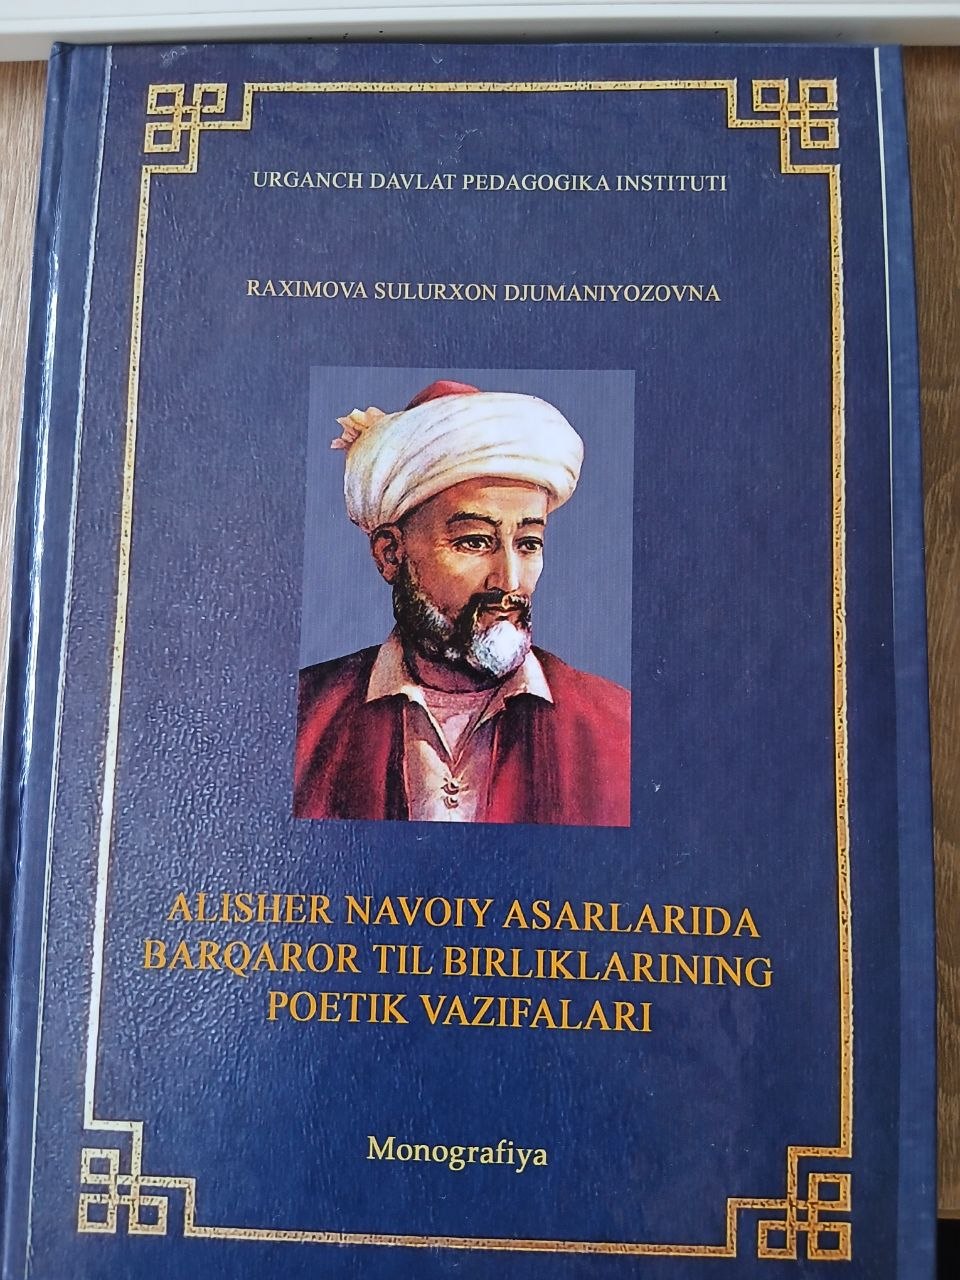 URGANCH DAVLAT PEDAGOGIKA INSTITUTI
RAXIMOVA SULURXON DJUMANIYOZOVNA
ALISHER NAVOIY ASARLARIDA
BARQAROR TIL BIRLIKLARINING
POETIK VAZIFALARI
Monografiya